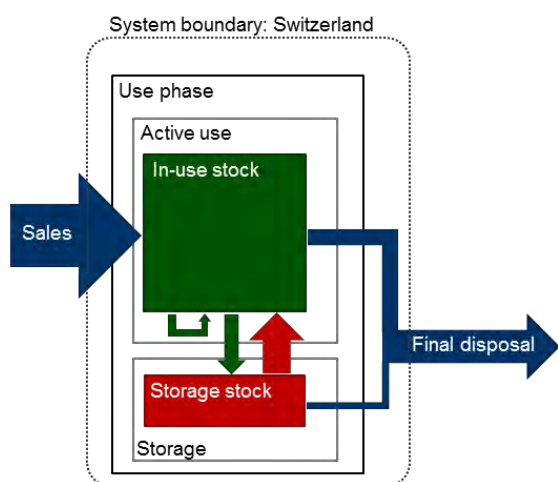 System boundary: Switzerland
Use phase
Active use
In-use stock
Sales
Final disposal
Storage stock
Storage